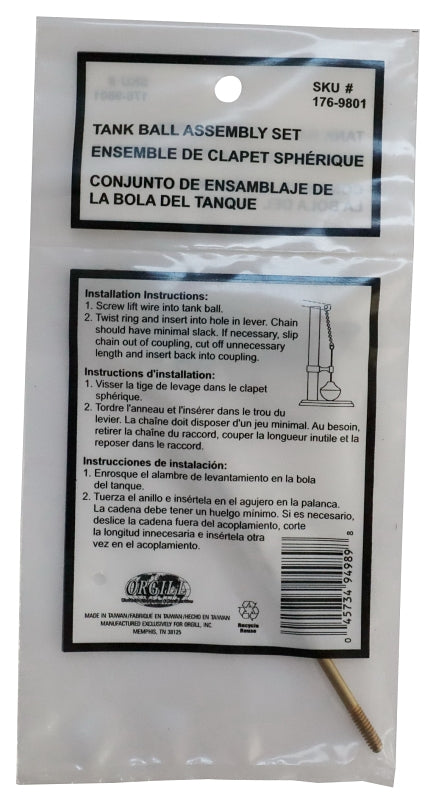 SKU #
176-9801
TANK BALL ASSEMBLY SET
ENSEMBLE DE CLAPET SPHÉRIQUE
CONJUNTO DE ENSAMBLAJE DE
LA BOLA DEL TANQUE
Installation Instructions:
1. Screw lift wire into tank ball.
2. Twist ring and insert into hole in lever. Chain
should have minimal slack. If necessary, slip
chain out of coupling, cut off unnecessary
length and insert back into coupling.
Instructions d'installation:
1. Visser la tige de levage dans le clapet
sphérique.
2. Tordre l'anneau et l'insérer dans le trou du
levier. La chaîne doit disposer d'un jeu minimal. Au besoin,
retirer la chaîne du raccord, couper la longueur inutile et la
reposer dans le raccord.
Instrucciones de instalación:
1. Enrosque el alambre de levantamiento en la bola
del tanque.
2. Tuerza el anillo e insértela en el agujero en la palanca.
La cadena debe tener un huelgo mínimo. Si es necesario,
deslice la cadena fuera del acoplamiento, corte
la longitud innecesaria e insértela otra
vez en el acoplamiento.
ORGILL
MADE IN TAIWAN/FABRIQUÉ EN TAIWAN/HECHO EN TAIWAN
MANUFACTURED EXCLUSIVELY FOR ORGILL, INC
MEMPHIS, TN 38125
Recycle
Reuse
0 45734 94989 8